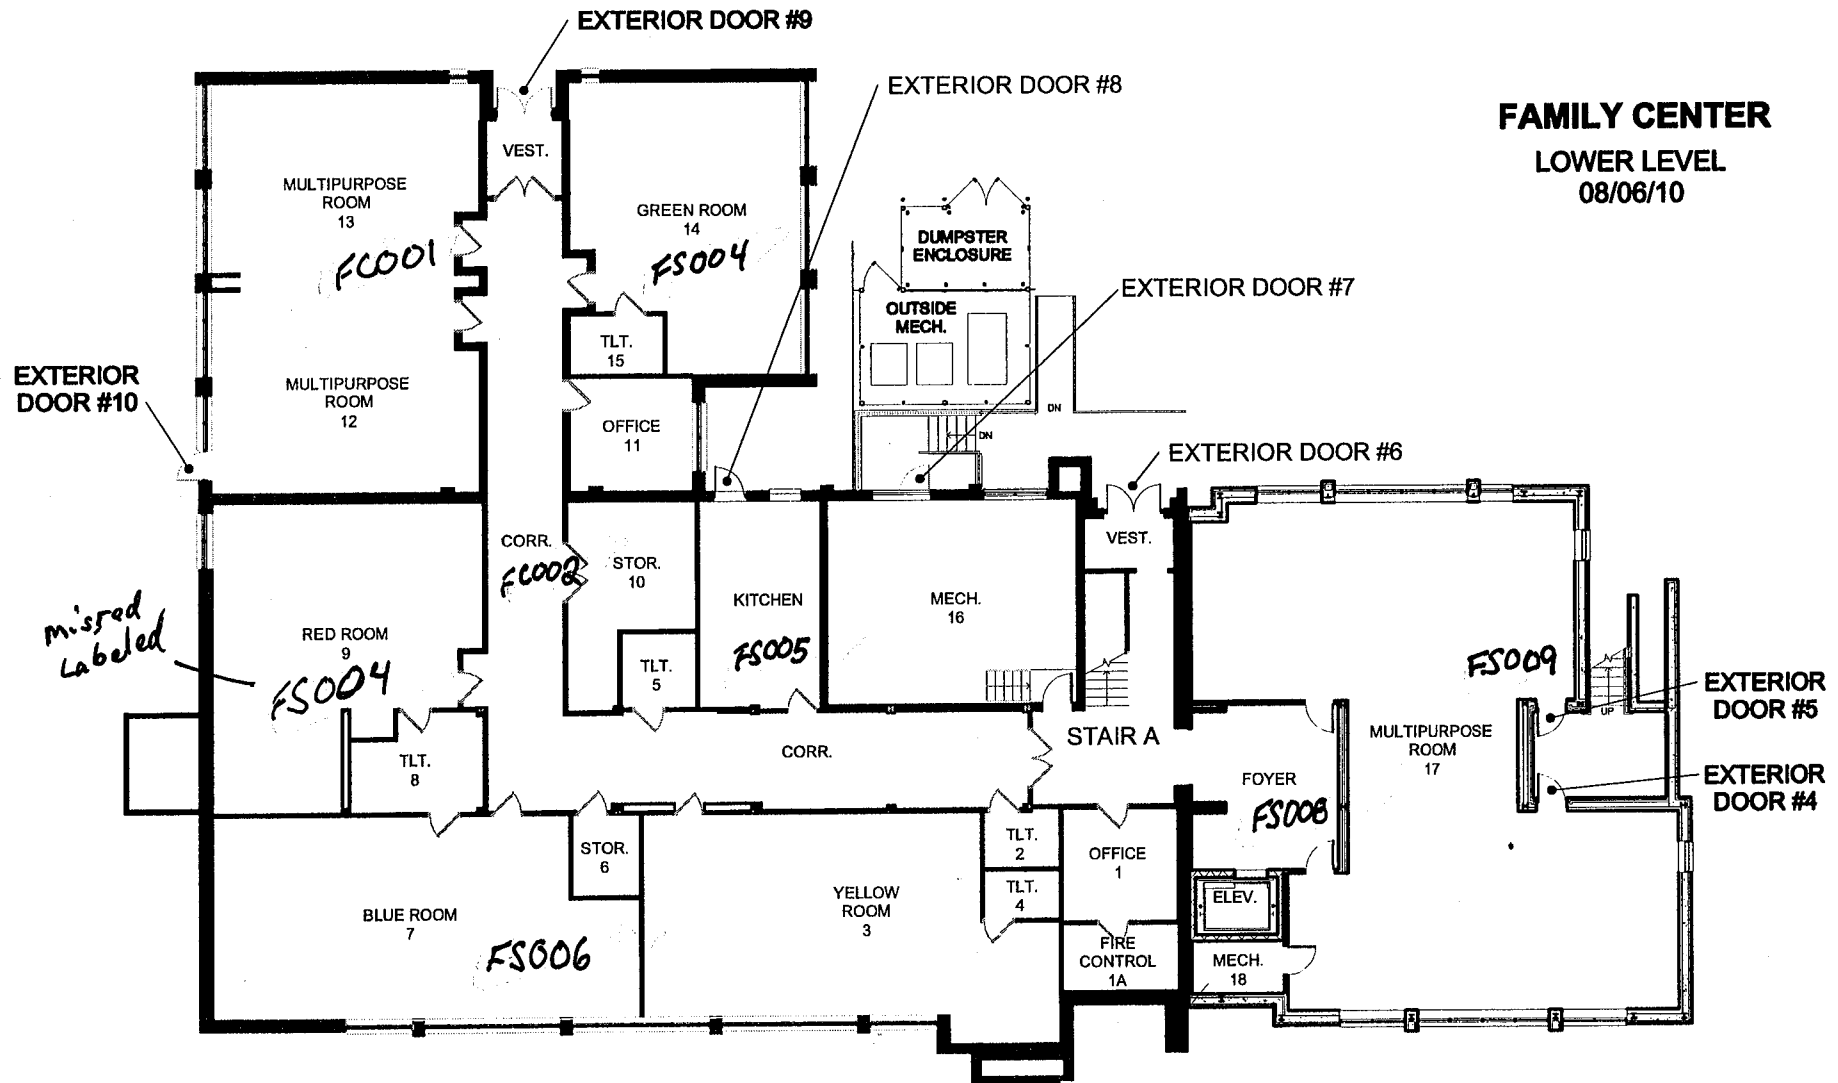 EXTERIOR DOOR #9
EXTERIOR DOOR #8
FAMILY CENTER
LOWER LEVEL
08/06/10
VEST.
MULTIPURPOSE
ROOM
13
FC001
GREEN ROOM
14
FS004
DUMPSTER
ENCLOSURE
EXTERIOR DOOR #7
OUTSIDE
MECH.
TLT.
15
EXTERIOR
DOOR #10
MULTIPURPOSE
ROOM
12
OFFICE
11
DN
DN
EXTERIOR DOOR #6
CORR.
FC002
STOR.
10
VEST.
KITCHEN
FS005
MECH.
16
missed
Labeled
RED ROOM
9
FS004
TLT.
5
FS009
UP
EXTERIOR
DOOR #5
TLT.
8
CORR.
STAIR A
MULTIPURPOSE
ROOM
17
FOYER
FS008
EXTERIOR
DOOR #4
STOR.
6
TLT.
2
OFFICE
1
TLT.
4
ELEV.
BLUE ROOM
7
FS006
YELLOW
ROOM
3
FIRE
CONTROL
1A
MECH.
18